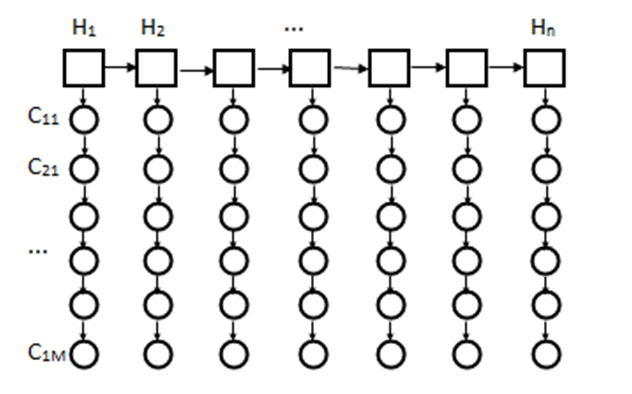 H₁ H₂ ... Hₙ
C₁₁
C₂₁
...
C₁ₘ